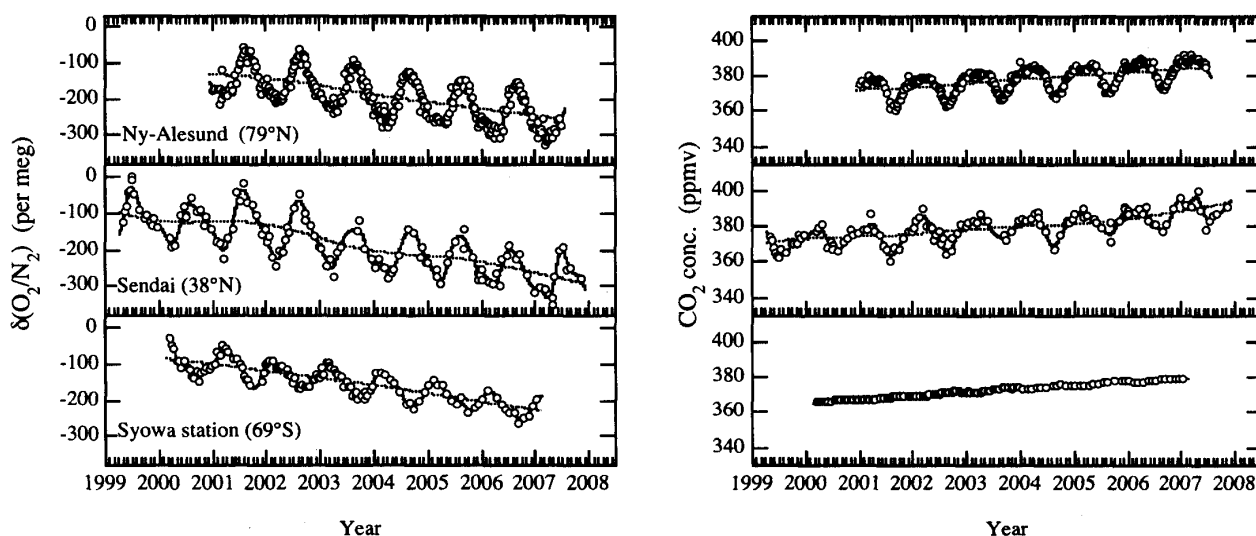 δ(O₂/N₂) (per meg)
0
-100
-200
-300
Ny-Alesund (79°N)
0
-100
-200
-300
Sendai (38°N)
0
-100
-200
-300
Syowa station (69°S)
1999 2000 2001 2002 2003 2004 2005 2006 2007 2008
Year
CO₂ conc. (ppmv)
400
380
360
340
400
380
360
340
400
380
360
340
1999 2000 2001 2002 2003 2004 2005 2006 2007 2008
Year